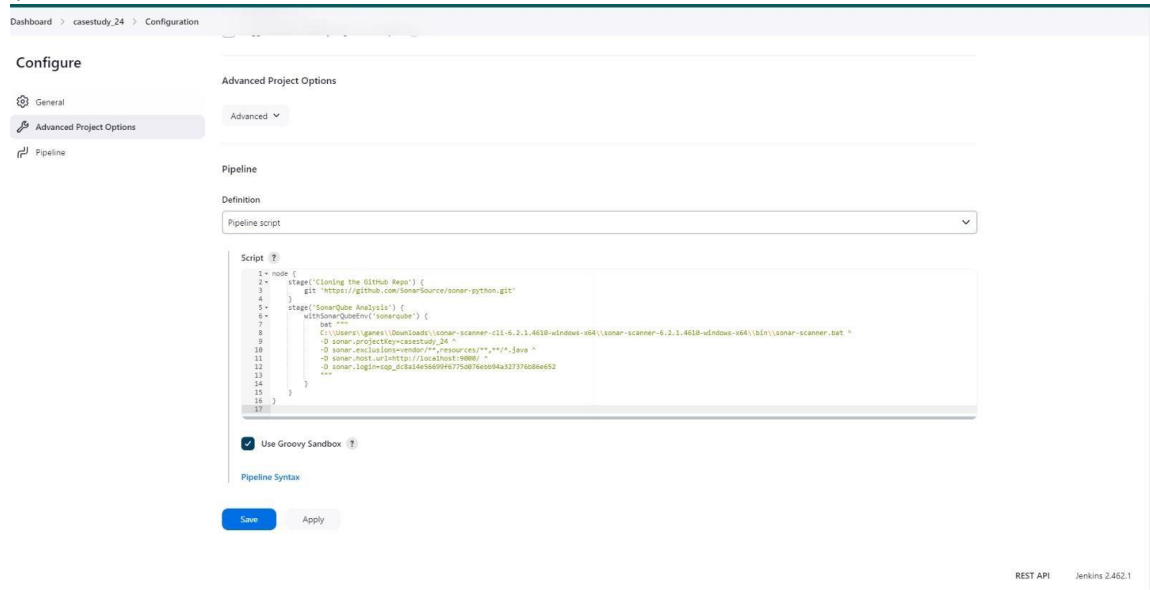 Dashboard > casestudy_24 > Configuration
Configure
General
Advanced Project Options
Pipeline
Advanced Project Options
Advanced
Pipeline
Definition
Pipeline script
Script ?
1 node {
2 stage('Cloning the GitHub Repo') {
3 git 'https://github.com/SonarSource/sonar-python.git'
4 }
5 stage('SonarQube Analysis') {
6 withSonarQubeEnv('sonarqube') {
7 bat """
8 C:\\Users\\ganes\\Downloads\\sonar-scanner-cli-6.2.1.4610-windows-x64\\sonar-scanner-6.2.1.4610-windows-x64\\bin\\sonar-scanner.bat ^
9 -D sonar.projectKey=casestudy_24 ^
10 -D sonar.exclusions=vendor/**,resources/**,**/*.java ^
11 -D sonar.host.url=http://localhost:9000/ ^
12 -D sonar.login=sqp_dc8a14e56699f6775d076ebb94a327376b86e652
13 """
14 }
15 }
16 }
17
Use Groovy Sandbox ?
Pipeline Syntax
Save Apply
REST API Jenkins 2.462.1